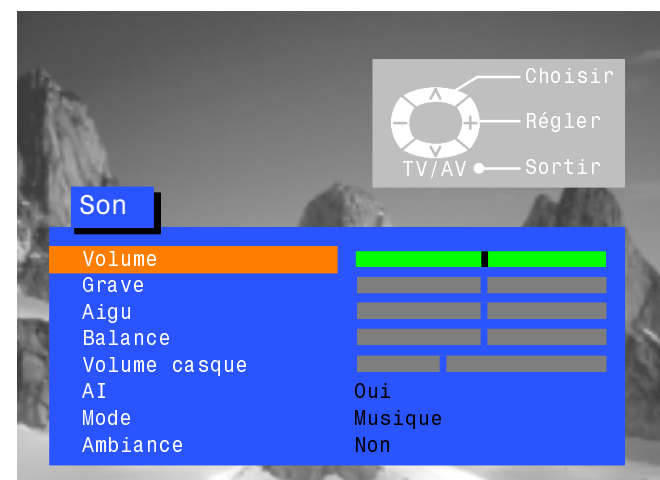 Choisir
Régler
TV/AV Sortir
Son
Volume
Grave
Aigu
Balance
Volume casque
AI Oui
Mode Musique
Ambiance Non